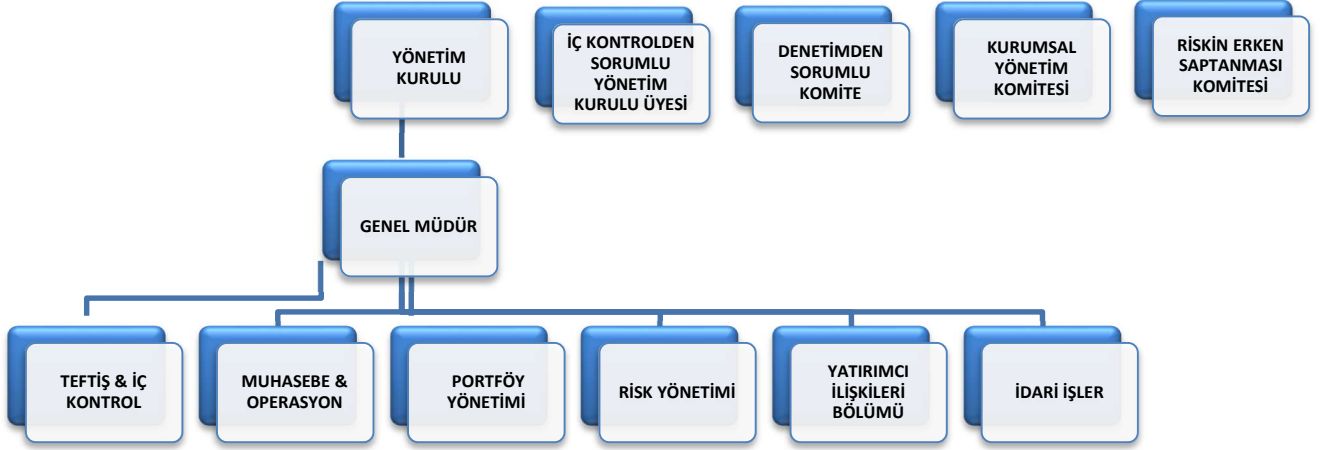 YÖNETİM
KURULU
İÇ KONTROLDEN
SORUMLU
YÖNETİM
KURULU ÜYESİ
DENETİMDEN
SORUMLU
KOMİTE
KURUMSAL
YÖNETİM
KOMİTESİ
RİSKİN ERKEN
SAPTANMASI
KOMİTESİ
GENEL MÜDÜR
TEFTİŞ & İÇ
KONTROL
MUHASEBE &
OPERASYON
PORTFÖY
YÖNETİMİ
RİSK YÖNETİMİ
YATIRIMCI
İLİŞKİLERİ
BÖLÜMÜ
İDARİ İŞLER